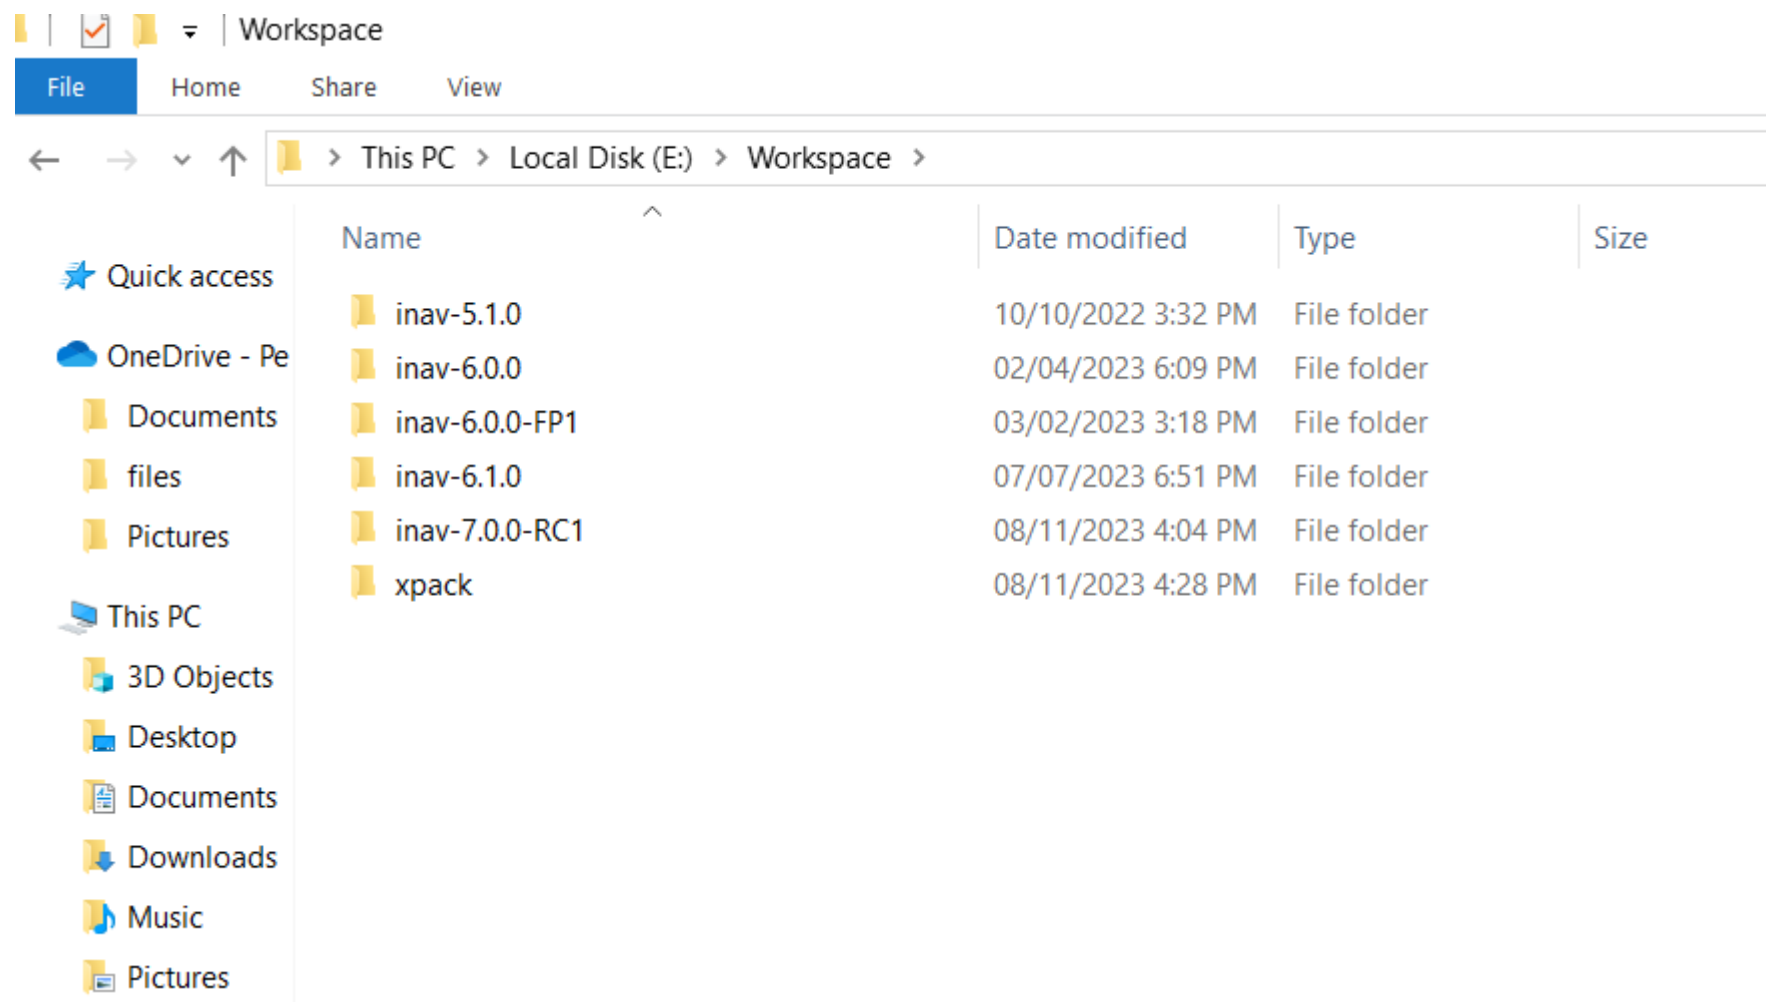 Workspace
File Home Share View
This PC > Local Disk (E:) > Workspace >
Name Date modified Type Size
Quick access
OneDrive - Pe
Documents
files
Pictures
This PC
3D Objects
Desktop
Documents
Downloads
Music
Pictures
inav-5.1.0 10/10/2022 3:32 PM File folder
inav-6.0.0 02/04/2023 6:09 PM File folder
inav-6.0.0-FP1 03/02/2023 3:18 PM File folder
inav-6.1.0 07/07/2023 6:51 PM File folder
inav-7.0.0-RC1 08/11/2023 4:04 PM File folder
xpack 08/11/2023 4:28 PM File folder